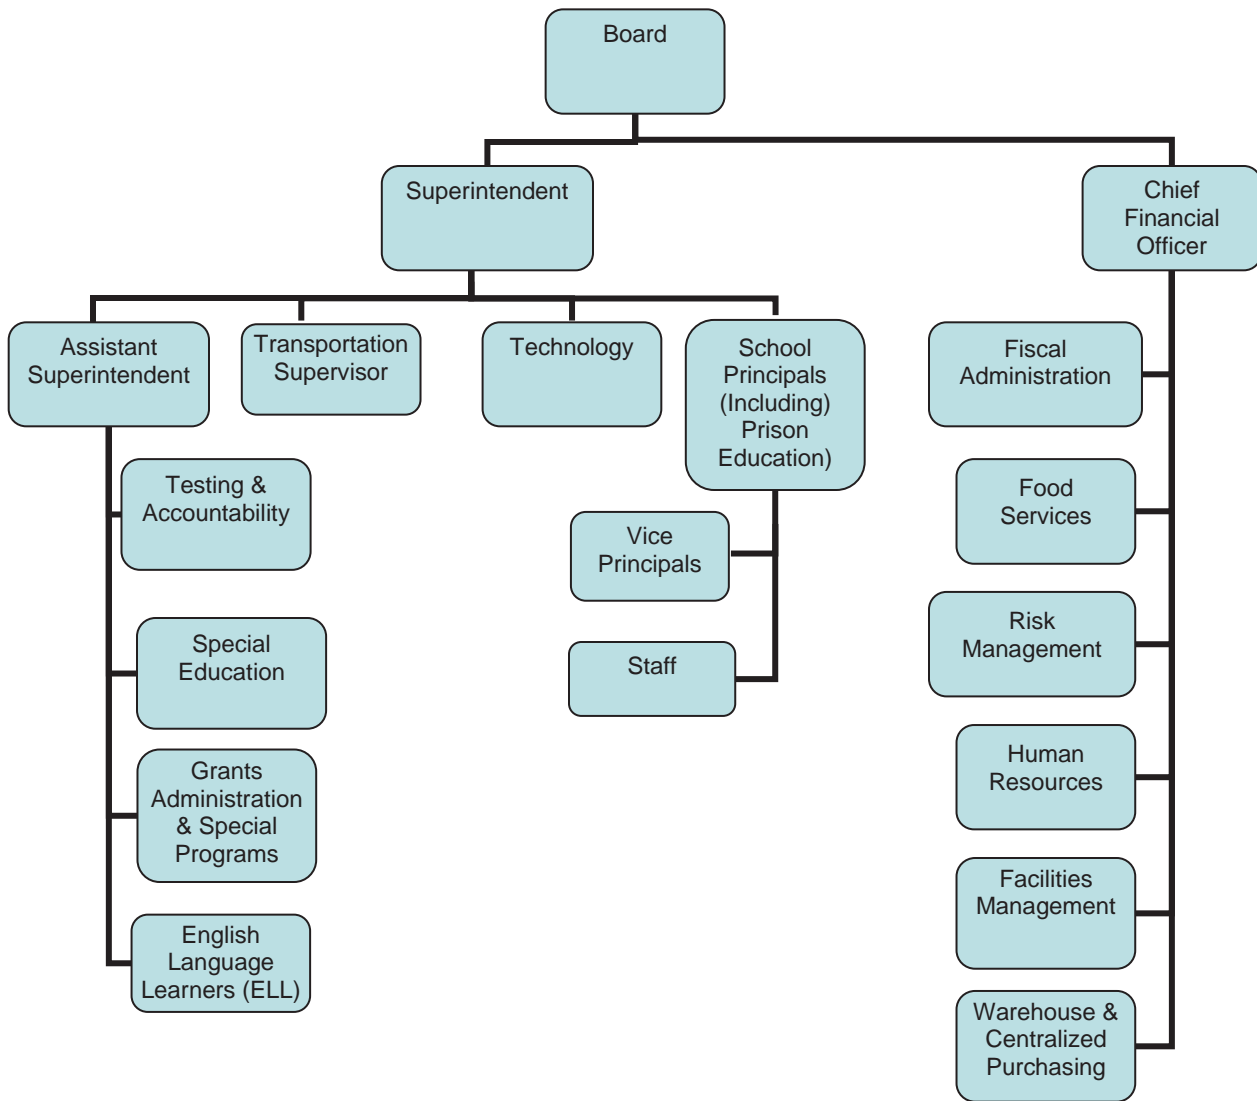 Board
Superintendent
Chief
Financial
Officer
Assistant
Superintendent
Transportation
Supervisor
Technology
School
Principals
(Including)
Prison
Education)
Fiscal
Administration
Testing &
Accountability
Vice
Principals
Food
Services
Special
Education
Staff
Risk
Management
Grants
Administration
& Special
Programs
Human
Resources
English
Language
Learners (ELL)
Facilities
Management
Warehouse &
Centralized
Purchasing